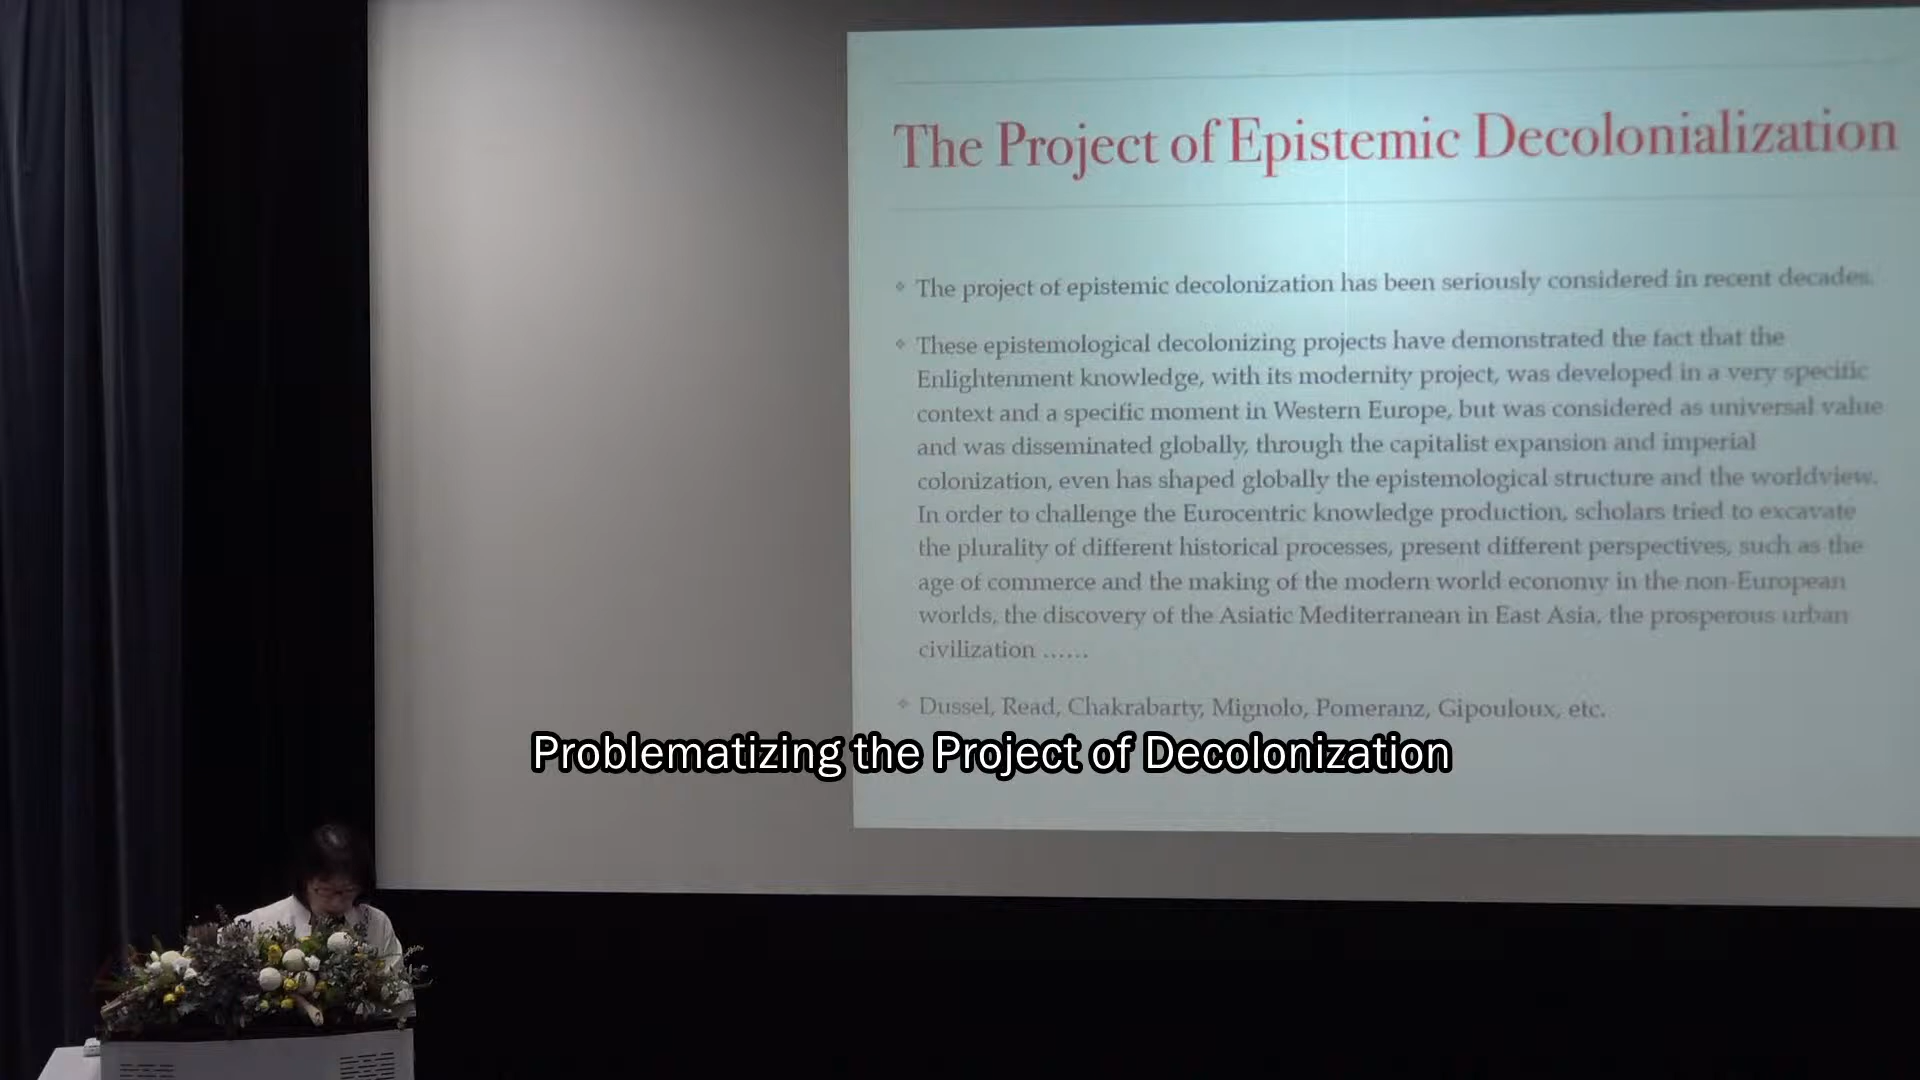 The Project of Epistemic Decolonialization
The project of epistemic decolonization has been seriously considered in recent decades.
These epistemological decolonizing projects have demonstrated the fact that the
Enlightenment knowledge, with its modernity project, was developed in a very specific
context and a specific moment in Western Europe, but was considered as universal value
and was disseminated globally, through the capitalist expansion and imperial
colonization, even has shaped globally the epistemological structure and the worldview.
In order to challenge the Eurocentric knowledge production, scholars tried to excavate
the plurality of different historical processes, present different perspectives, such as the
age of commerce and the making of the modern world economy in the non-European
worlds, the discovery of the Asiatic Mediterranean in East Asia, the prosperous urban
civilization ......
Dussel, Read, Chakrabarty, Mignolo, Pomeranz, Gipouloux, etc.
Problematizing the Project of Decolonization